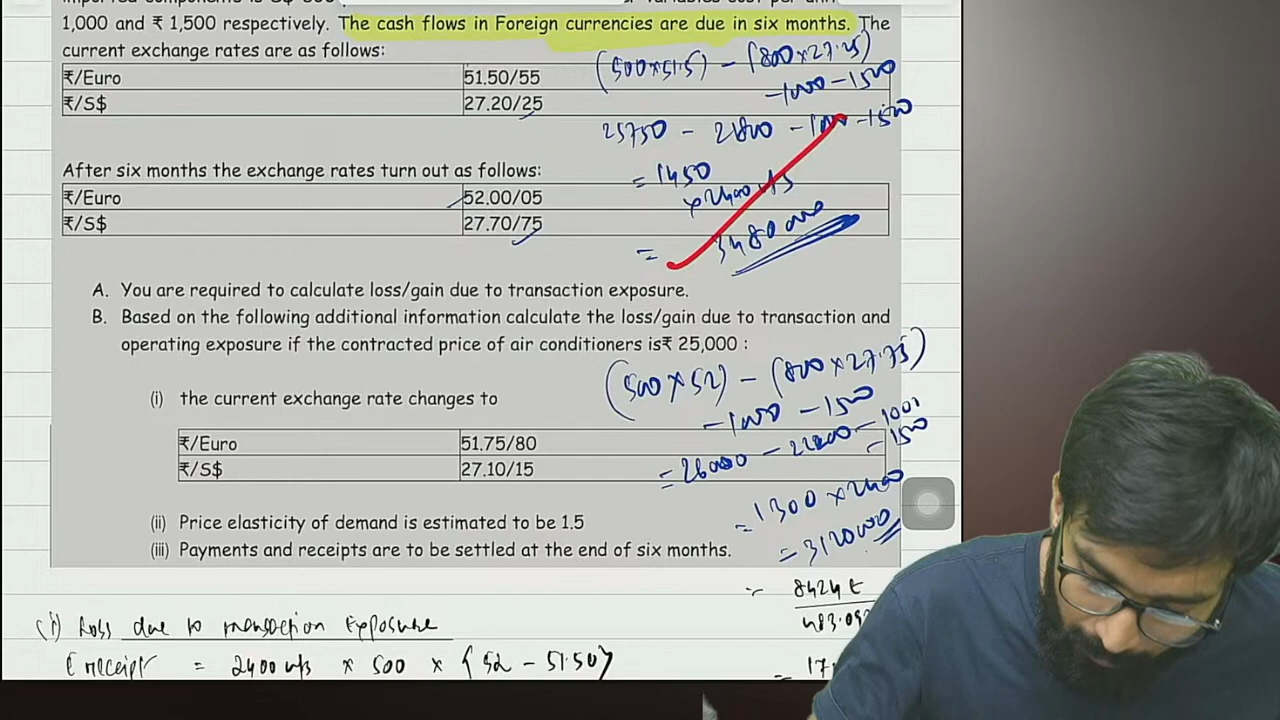 1,000 and ₹ 1,500 respectively. The cash flows in Foreign currencies are due in six months. The
current exchange rates are as follows:
₹/Euro 51.50/55
₹/S$ 27.20/25
(500×51.5) - (800×27.25)
-1000-1500
25750 - 21800 - 1000 -1500
= 1450
×2400 u/s
= 3480000
After six months the exchange rates turn out as follows:
₹/Euro 52.00/05
₹/S$ 27.70/75
A. You are required to calculate loss/gain due to transaction exposure.
B. Based on the following additional information calculate the loss/gain due to transaction and
operating exposure if the contracted price of air conditioners is₹ 25,000 :
(i) the current exchange rate changes to
₹/Euro 51.75/80
₹/S$ 27.10/15
(500×52) - (800×27.75)
-1000 -1500
=26000 - 22200 -1000
-1500
=1300 ×2400
=3120000
(ii) Price elasticity of demand is estimated to be 1.5
(iii) Payments and receipts are to be settled at the end of six months.
8424 €
(i) Loss due to transaction Exposure
€ receipt = 2400 u/s × 500 × (52 - 51.50)